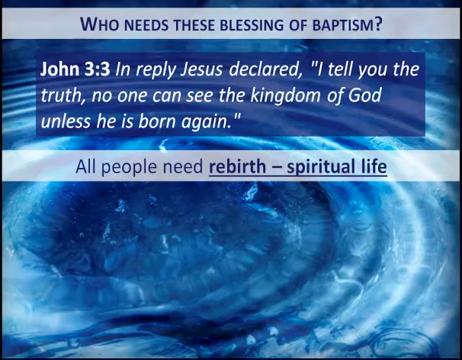 WHO NEEDS THESE BLESSING OF BAPTISM?
John 3:3 In reply Jesus declared, "I tell you the
truth, no one can see the kingdom of God
unless he is born again."
All people need rebirth – spiritual life